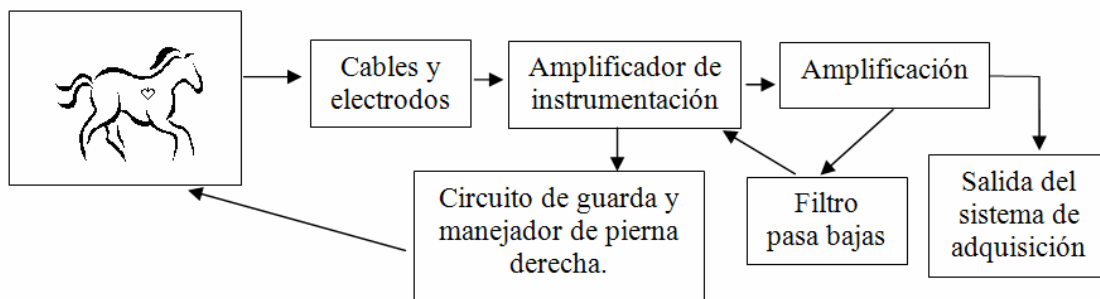 Cables y
electrodos
Amplificador de
instrumentación
Amplificación
Circuito de guarda y
manejador de pierna
derecha.
Filtro
pasa bajas
Salida del
sistema de
adquisición